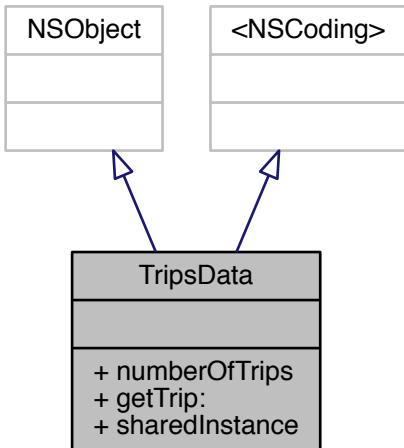 NSObject
<NSCoding>
TripsData
+ numberOfTrips
+ getTrip:
+ sharedInstance